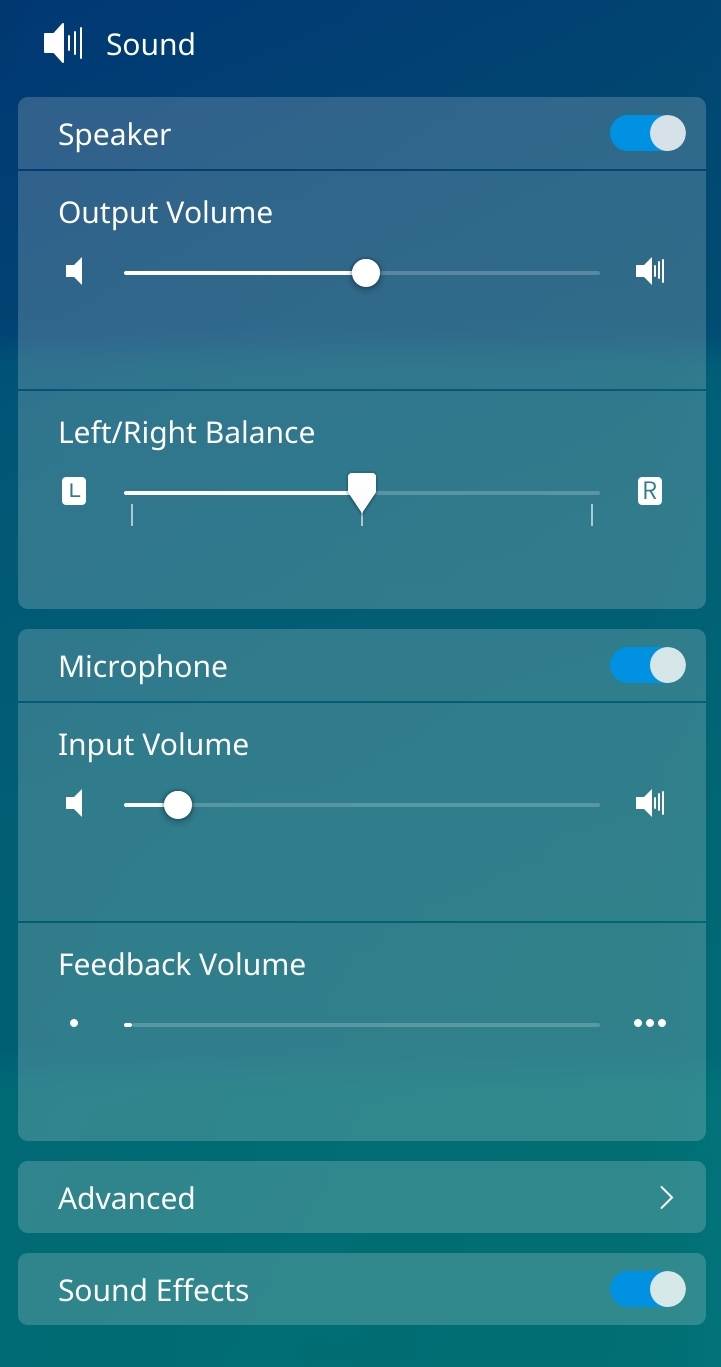 Sound
Speaker
Output Volume
Left/Right Balance
L
R
Microphone
Input Volume
Feedback Volume
Advanced
Sound Effects